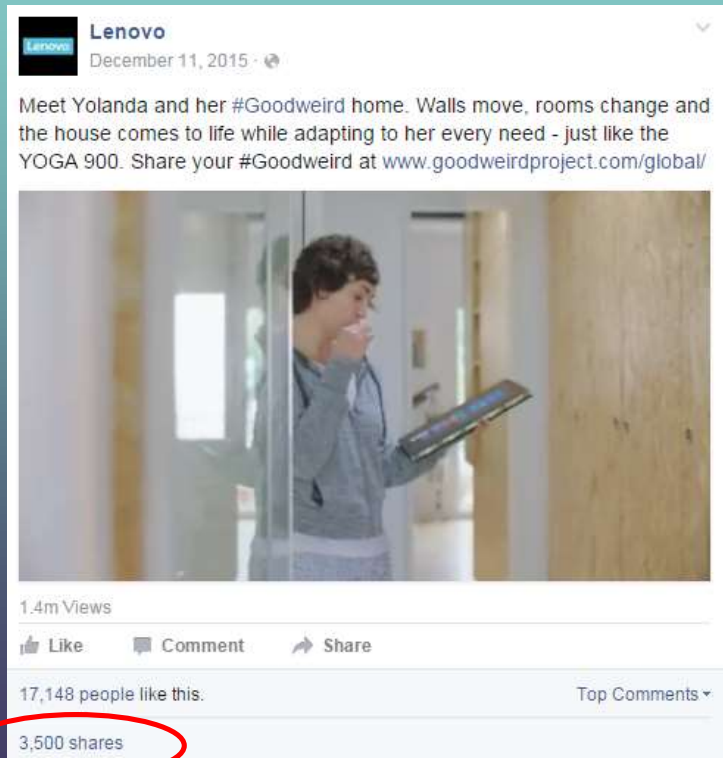 Lenovo
Lenovo
December 11, 2015 ·
Meet Yolanda and her #Goodweird home. Walls move, rooms change and
the house comes to life while adapting to her every need - just like the
YOGA 900. Share your #Goodweird at www.goodweirdproject.com/global/
1.4m Views
Like Comment Share
17,148 people like this. Top Comments
3,500 shares